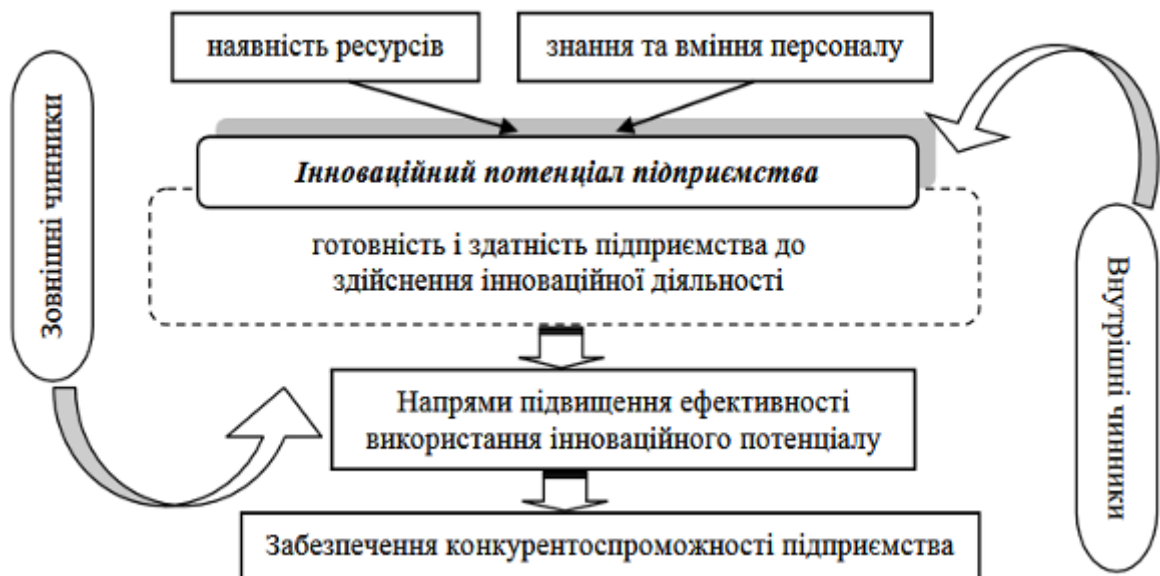 наявність ресурсів
знання та вміння персоналу
Зовнішні чинники
Інноваційний потенціал підприємства
готовність і здатність підприємства до
здійснення інноваційної діяльності
Внутрішні чинники
Напрями підвищення ефективності
використання інноваційного потенціалу
Забезпечення конкурентоспроможності підприємства